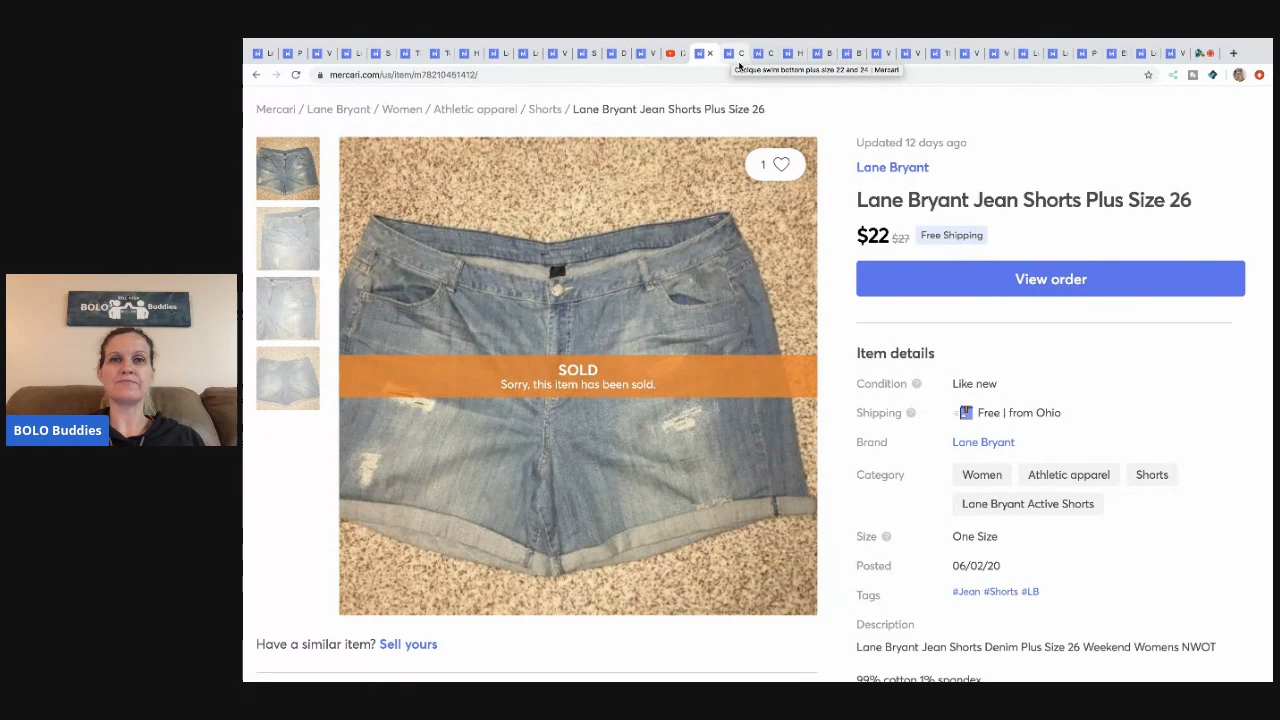 mercari.com/us/item/m78210451412/
Cacique swim bottom plus size 22 and 24 | Mercari
Mercari / Lane Bryant / Women / Athletic apparel / Shorts / Lane Bryant Jean Shorts Plus Size 26
1
SOLD
Sorry, this item has been sold.
Have a similar item? Sell yours
Updated 12 days ago
Lane Bryant
Lane Bryant Jean Shorts Plus Size 26
$22 $27 Free Shipping
View order
Item details
Condition Like new
Shipping Free | from Ohio
Brand Lane Bryant
Category Women Athletic apparel Shorts
Lane Bryant Active Shorts
Size One Size
Posted 06/02/20
Tags #Jean #Shorts #LB
Description
Lane Bryant Jean Shorts Denim Plus Size 26 Weekend Womens NWOT
99% cotton 1% spandex
BOLO Buddies
BOLO Buddies